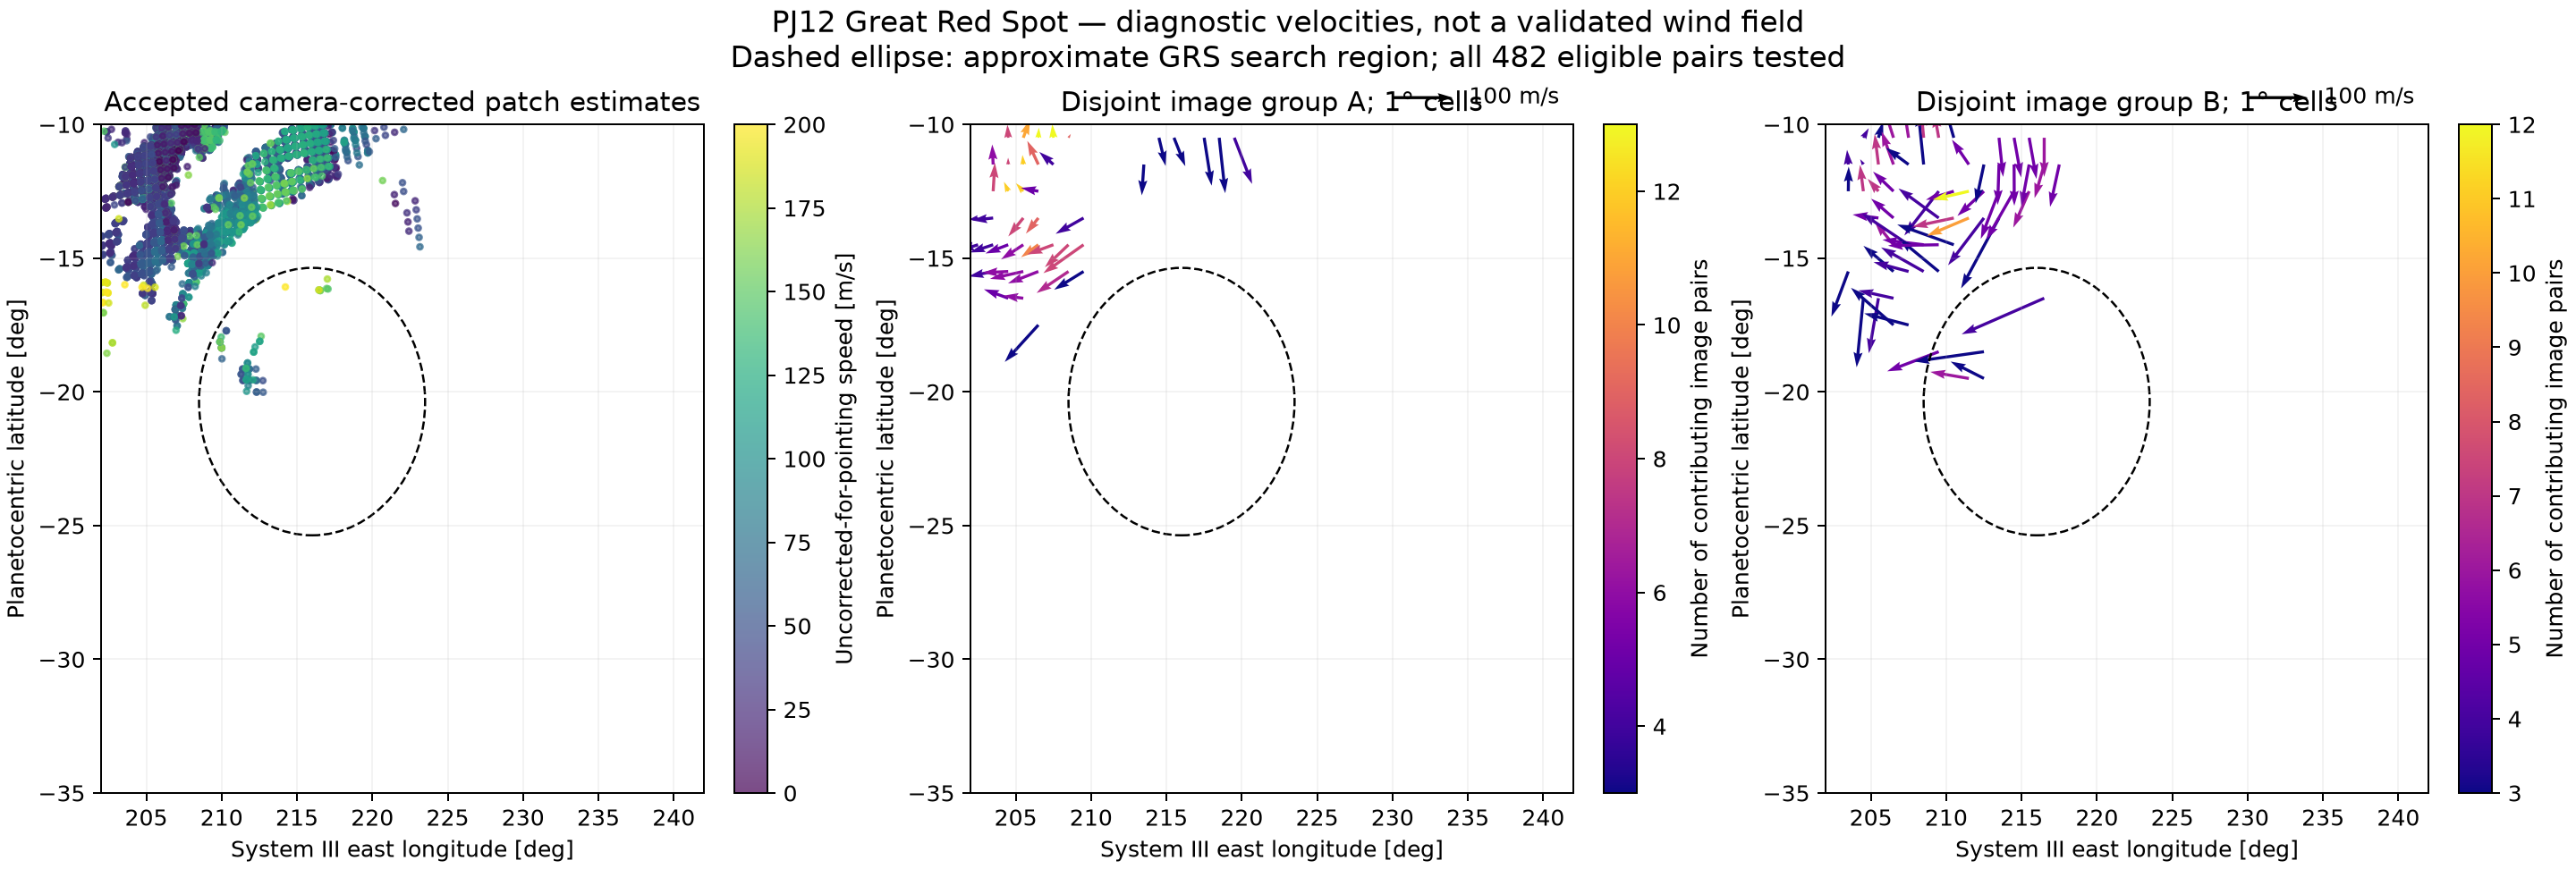 PJ12 Great Red Spot — diagnostic velocities, not a validated wind field
Dashed ellipse: approximate GRS search region; all 482 eligible pairs tested
Accepted camera-corrected patch estimates
−10
−15
−20
−25
−30
−35
Planetocentric latitude [deg]
205 210 215 220 225 230 235 240
System III east longitude [deg]
200
175
150
125
100
75
50
25
0
Uncorrected-for-pointing speed [m/s]
Disjoint image group A; 1° cells
100 m/s
−10
−15
−20
−25
−30
−35
Planetocentric latitude [deg]
205 210 215 220 225 230 235 240
System III east longitude [deg]
12
10
8
6
4
Number of contributing image pairs
Disjoint image group B; 1° cells
100 m/s
−10
−15
−20
−25
−30
−35
Planetocentric latitude [deg]
205 210 215 220 225 230 235 240
System III east longitude [deg]
12
11
10
9
8
7
6
5
4
3
Number of contributing image pairs